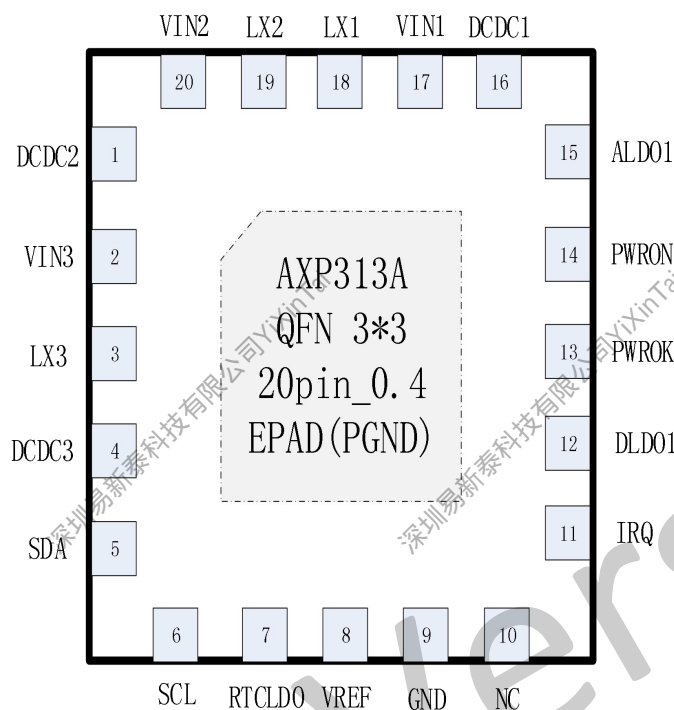 VIN2 LX2 LX1 VIN1 DCDC1
20 19 18 17 16
DCDC2 1 15 ALDO1
VIN3 2 14 PWRON
LX3 3 13 PWROK
DCDC3 4 12 DLDO1
SDA 5 11 IRQ
AXP313A
QFN 3*3
20pin_0.4
EPAD(PGND)
6 7 8 9 10
SCL RTCLDO VREF GND NC
深圳易新泰科技有限公司YiXinTai
深圳易新泰科技有限公司YiXinTai